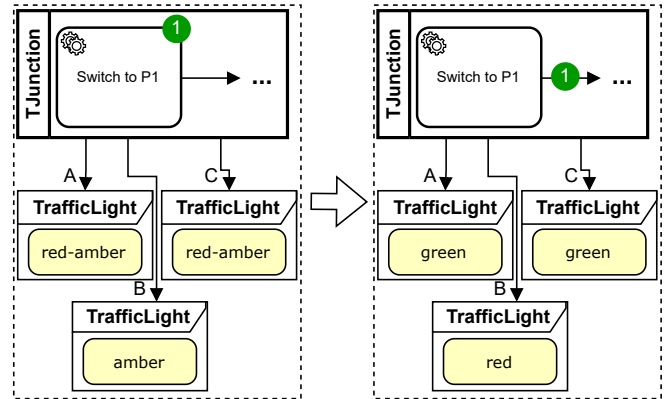 TJunction
1
Switch to P1
...
A
C
TrafficLight
red-amber
TrafficLight
red-amber
B
TrafficLight
amber
TJunction
Switch to P1
1
...
A
C
TrafficLight
green
TrafficLight
green
B
TrafficLight
red